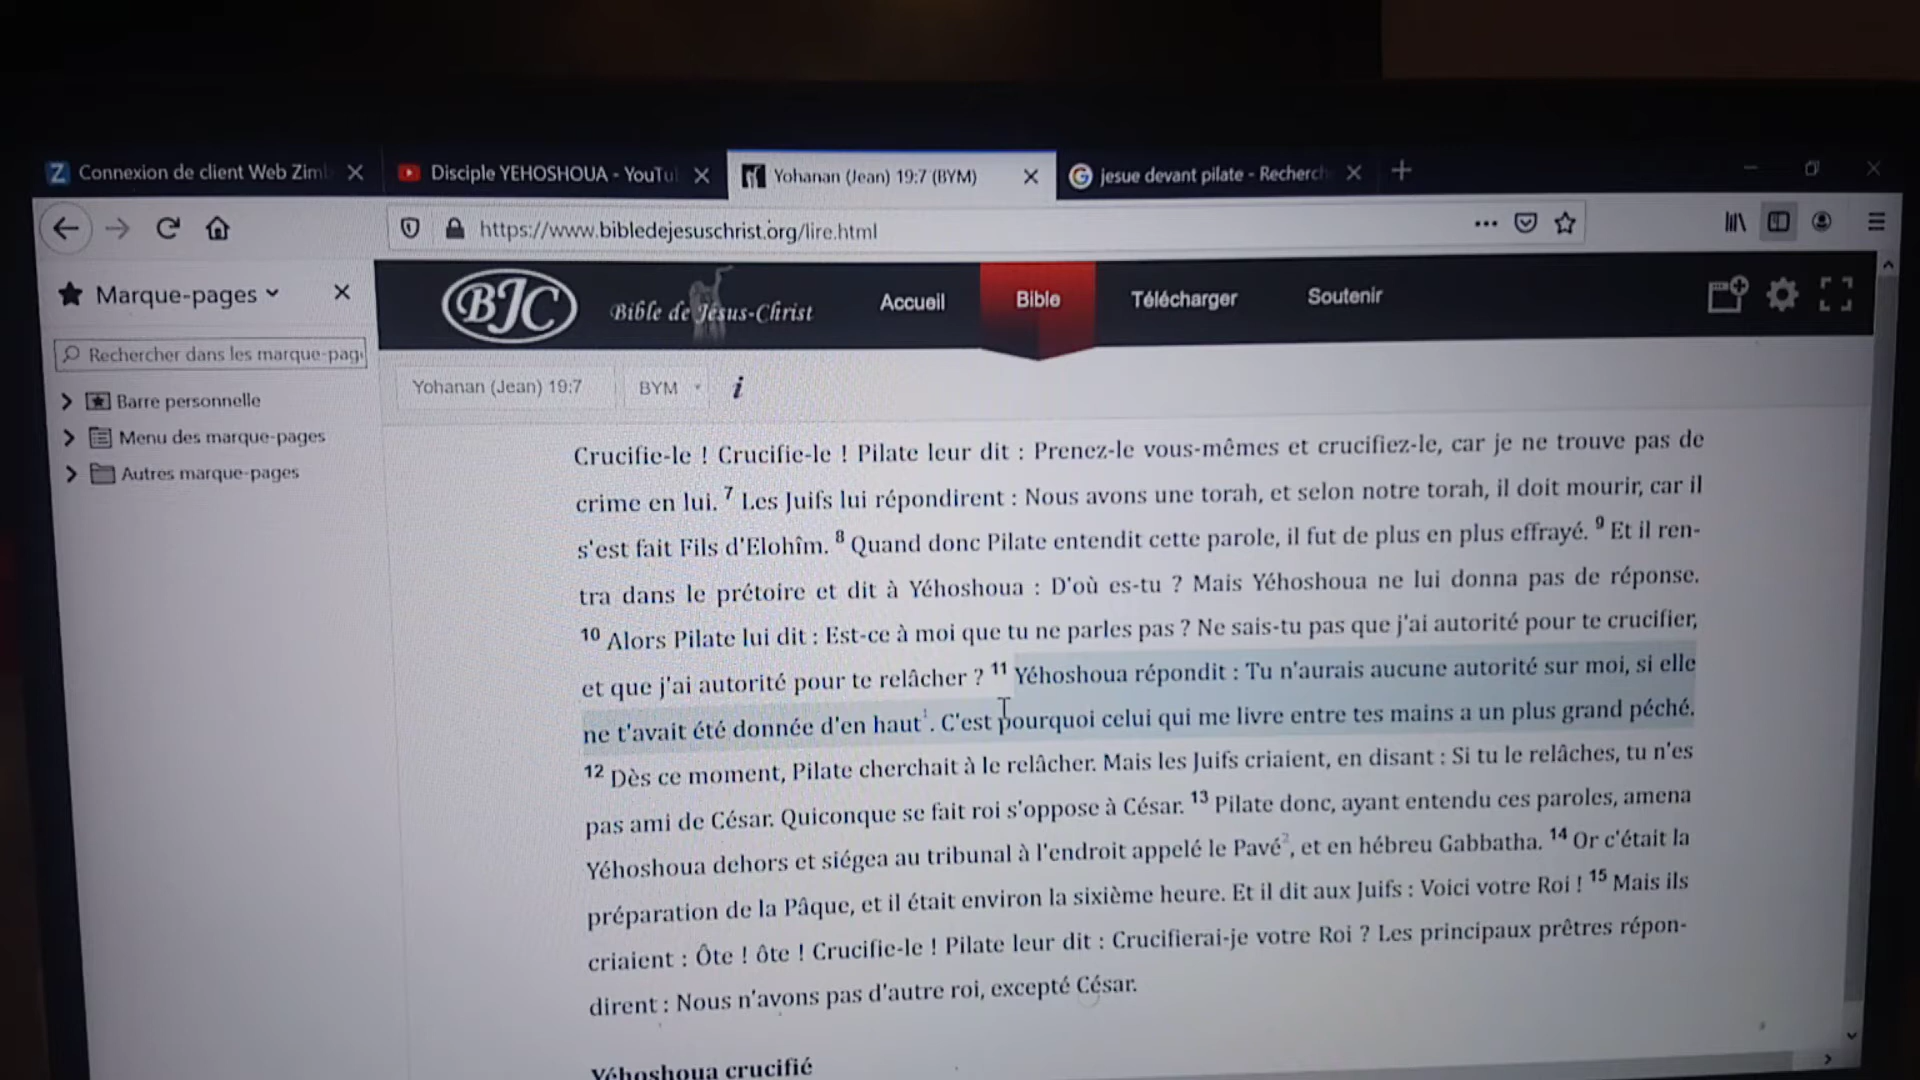 Connexion de client Web Zim
Disciple YEHOSHOUA - YouTu
Yohanan (Jean) 19:7 (BYM)
jesue devant pilate - Recherch
https://www.bibledejesuschrist.org/lire.html
Marque-pages
Rechercher dans les marque-pag
Barre personnelle
Menu des marque-pages
Autres marque-pages
BJC
Bible de Jésus-Christ
Accueil
Bible
Télécharger
Soutenir
Yohanan (Jean) 19:7
BYM
i
Crucifie-le ! Crucifie-le ! Pilate leur dit : Prenez-le vous-mêmes et crucifiez-le, car je ne trouve pas de
crime en lui. 7 Les Juifs lui répondirent : Nous avons une torah, et selon notre torah, il doit mourir, car il
s'est fait Fils d'Elohîm. 8 Quand donc Pilate entendit cette parole, il fut de plus en plus effrayé. 9 Et il ren-
tra dans le prétoire et dit à Yéhoshoua : D'où es-tu ? Mais Yéhoshoua ne lui donna pas de réponse.
10 Alors Pilate lui dit : Est-ce à moi que tu ne parles pas ? Ne sais-tu pas que j'ai autorité pour te crucifier,
et que j'ai autorité pour te relâcher ? 11 Yéhoshoua répondit : Tu n'aurais aucune autorité sur moi, si elle
ne t'avait été donnée d'en haut1. C'est pourquoi celui qui me livre entre tes mains a un plus grand péché.
12 Dès ce moment, Pilate cherchait à le relâcher. Mais les Juifs criaient, en disant : Si tu le relâches, tu n'es
pas ami de César. Quiconque se fait roi s'oppose à César. 13 Pilate donc, ayant entendu ces paroles, amena
Yéhoshoua dehors et siégea au tribunal à l'endroit appelé le Pavé2, et en hébreu Gabbatha. 14 Or c'était la
préparation de la Pâque, et il était environ la sixième heure. Et il dit aux Juifs : Voici votre Roi ! 15 Mais ils
criaient : Ôte ! ôte ! Crucifie-le ! Pilate leur dit : Crucifierai-je votre Roi ? Les principaux prêtres répon-
dirent : Nous n'avons pas d'autre roi, excepté César.
Yéhoshoua crucifié